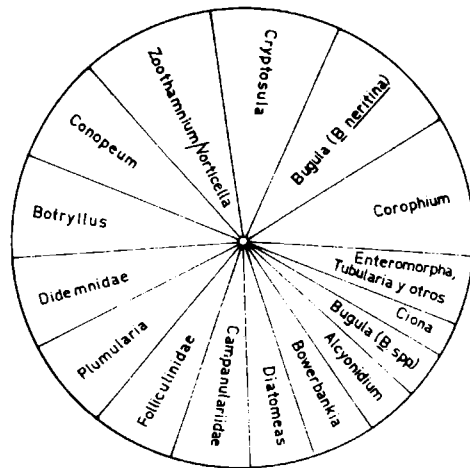 Cryptosula
Bugula (B neritina)
Corophium
Enteromorpha,
Tubularia y otros
Ciona
Bugula (B spp)
Alcyonidium
Bowerbankia
Diatomeas
Campanulariidae
Folliculinidae
Plumularia
Didemnidae
Botryllus
Conopeum
Zoothamnium/Vorticella